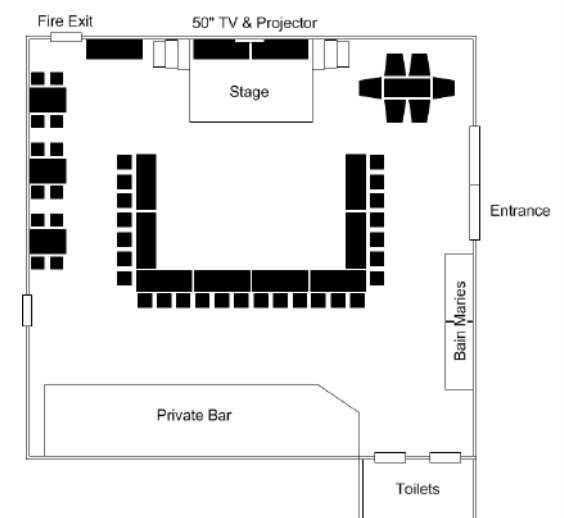 Fire Exit
50" TV & Projector
Stage
Entrance
Bain Maries
Private Bar
Toilets